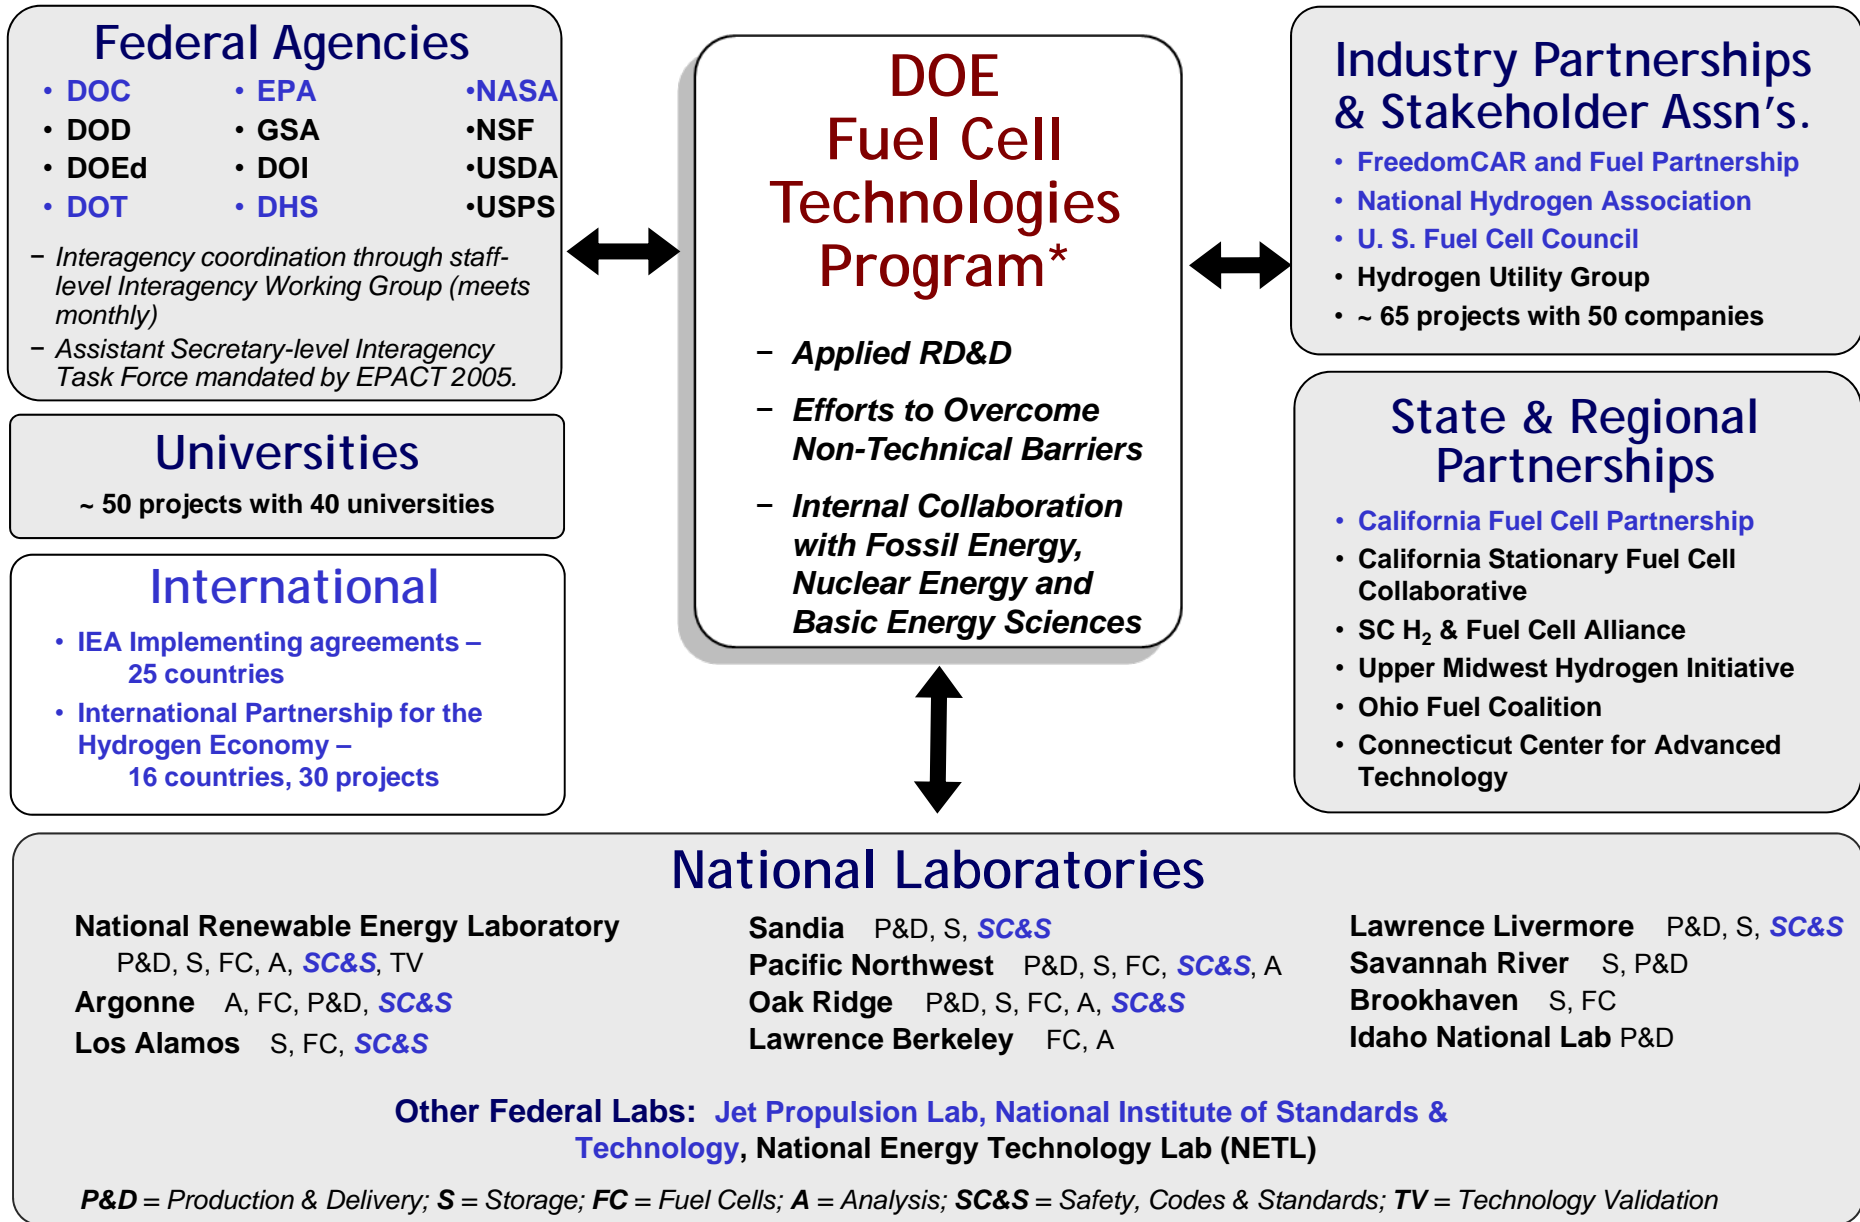 Federal Agencies
• DOC • EPA •NASA
• DOD • GSA •NSF
• DOEd • DOI •USDA
• DOT • DHS •USPS
− Interagency coordination through staff-
level Interagency Working Group (meets
monthly)
− Assistant Secretary-level Interagency
Task Force mandated by EPACT 2005.
Universities
~ 50 projects with 40 universities
International
• IEA Implementing agreements –
25 countries
• International Partnership for the
Hydrogen Economy –
16 countries, 30 projects
DOE
Fuel Cell
Technologies
Program*
− Applied RD&D
− Efforts to Overcome
Non-Technical Barriers
− Internal Collaboration
with Fossil Energy,
Nuclear Energy and
Basic Energy Sciences
Industry Partnerships
& Stakeholder Assn's.
• FreedomCAR and Fuel Partnership
• National Hydrogen Association
• U. S. Fuel Cell Council
• Hydrogen Utility Group
• ~ 65 projects with 50 companies
State & Regional
Partnerships
• California Fuel Cell Partnership
• California Stationary Fuel Cell
Collaborative
• SC H₂ & Fuel Cell Alliance
• Upper Midwest Hydrogen Initiative
• Ohio Fuel Coalition
• Connecticut Center for Advanced
Technology
National Laboratories
National Renewable Energy Laboratory
P&D, S, FC, A, SC&S, TV
Argonne A, FC, P&D, SC&S
Los Alamos S, FC, SC&S
Sandia P&D, S, SC&S
Pacific Northwest P&D, S, FC, SC&S, A
Oak Ridge P&D, S, FC, A, SC&S
Lawrence Berkeley FC, A
Lawrence Livermore P&D, S, SC&S
Savannah River S, P&D
Brookhaven S, FC
Idaho National Lab P&D
Other Federal Labs: Jet Propulsion Lab, National Institute of Standards &
Technology, National Energy Technology Lab (NETL)
P&D = Production & Delivery; S = Storage; FC = Fuel Cells; A = Analysis; SC&S = Safety, Codes & Standards; TV = Technology Validation